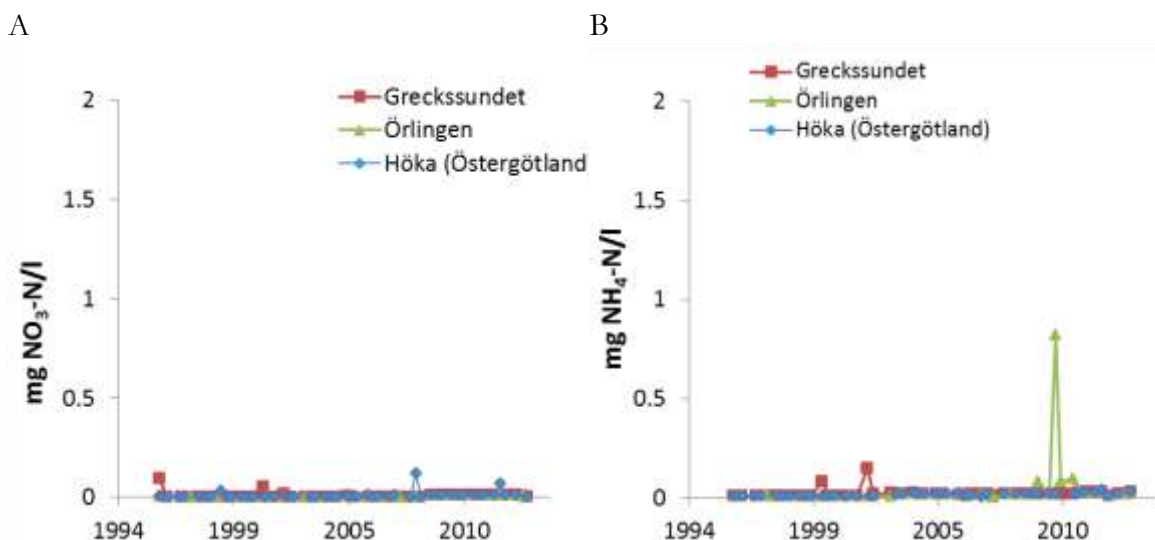 A
Greckssundet
Örlingen
Höka (Östergötland
mg NO₃-N/l
2
1.5
1
0.5
0
1994
1999
2005
2010
B
Greckssundet
Örlingen
Höka (Östergötland)
mg NH₄-N/l
2
1.5
1
0.5
0
1994
1999
2005
2010